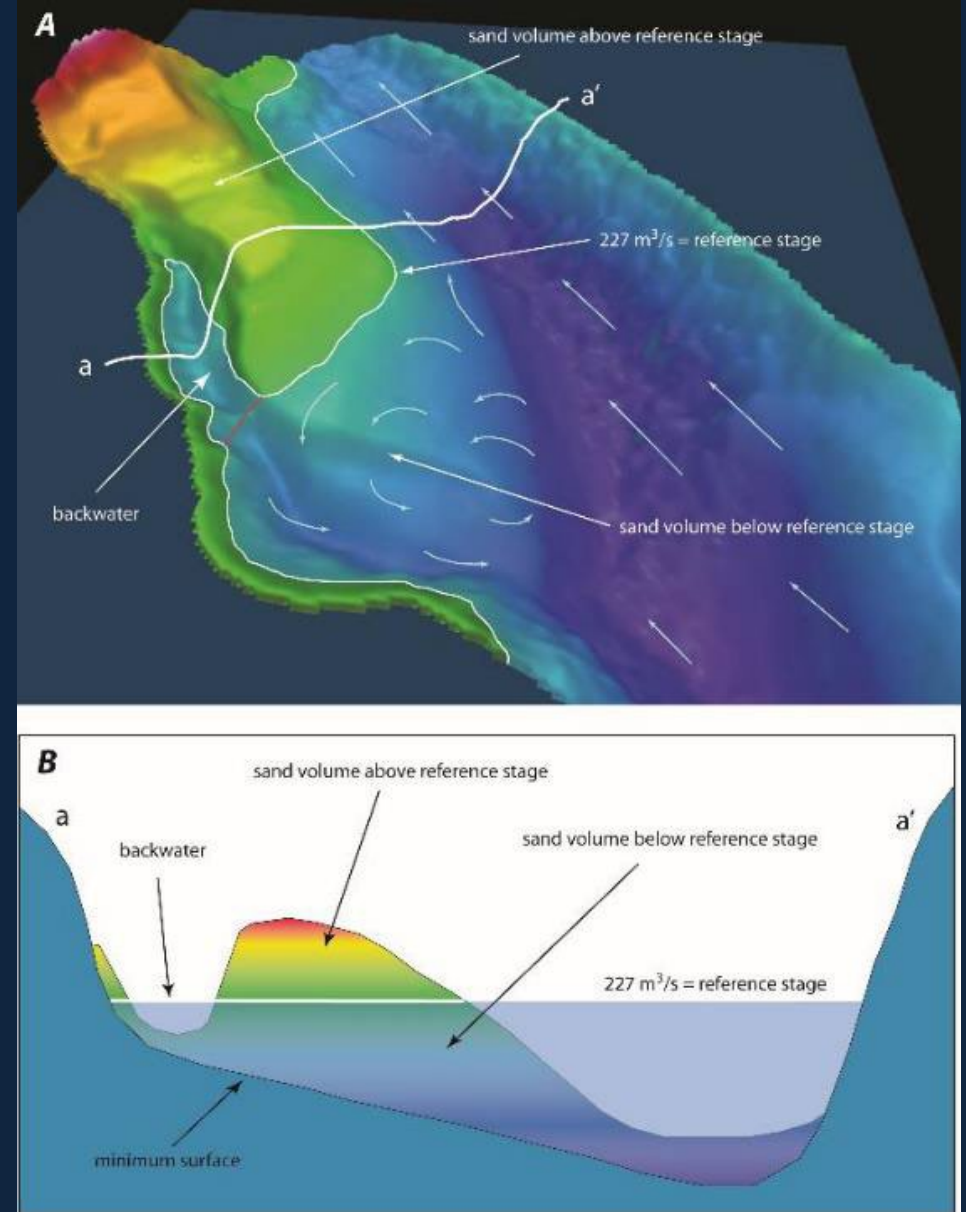 A
sand volume above reference stage
a'
227 m³/s = reference stage
a
backwater
sand volume below reference stage
B
sand volume above reference stage
a
a'
sand volume below reference stage
backwater
227 m³/s = reference stage
minimum surface